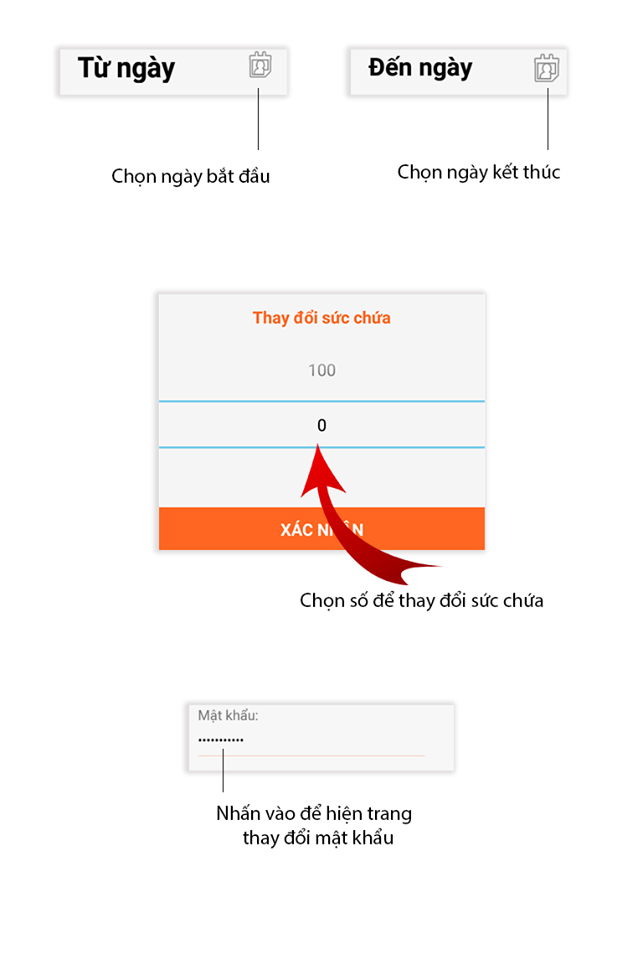 Từ ngày
Đến ngày
Chọn ngày bắt đầu
Chọn ngày kết thúc
Thay đổi sức chứa
100
0
XÁC NHẬN
Chọn số để thay đổi sức chứa
Mật khẩu:
Nhấn vào để hiện trang
thay đổi mật khẩu